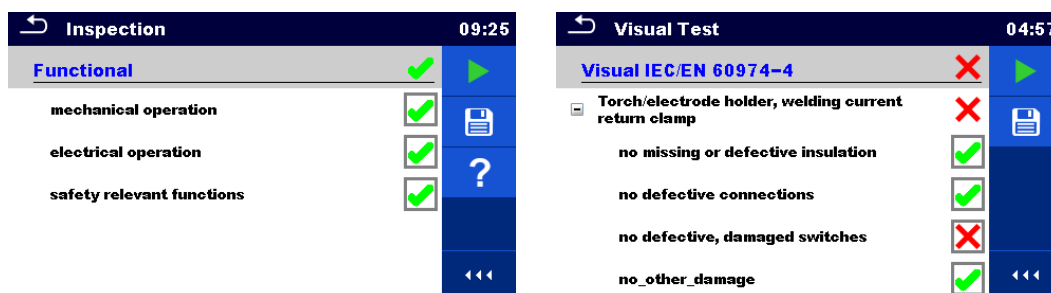 Inspection 09:25
Functional
mechanical operation
electrical operation
safety relevant functions
?
Visual Test 04:57
Visual IEC/EN 60974-4
Torch/electrode holder, welding current
return clamp
no missing or defective insulation
no defective connections
no defective, damaged switches
no_other_damage